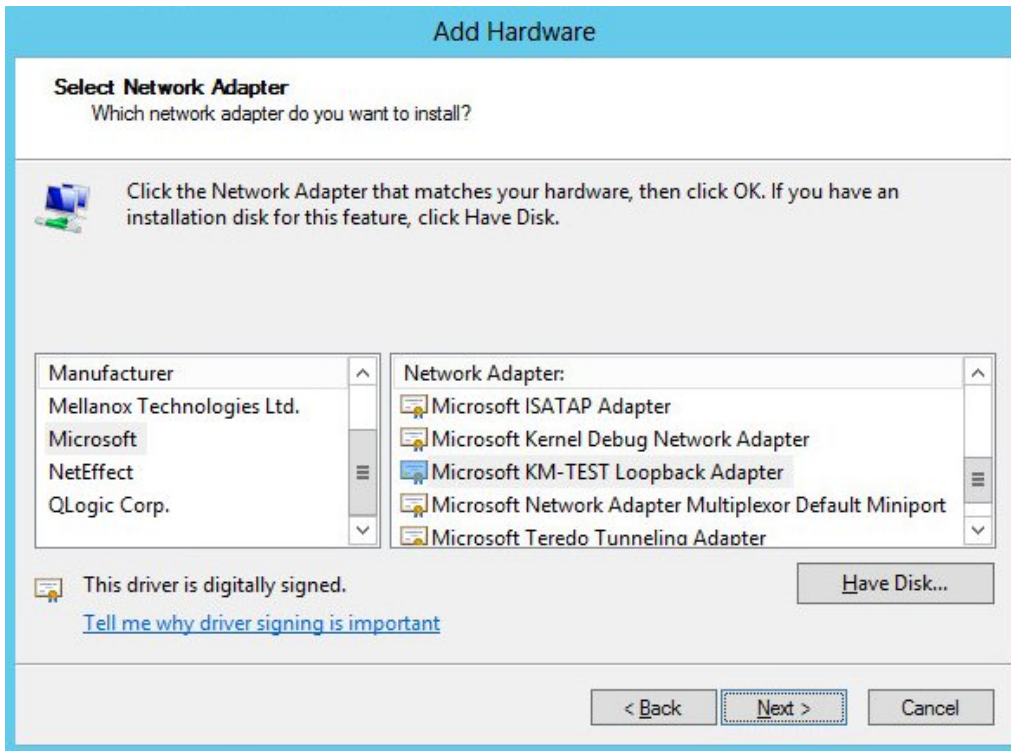 Add Hardware
Select Network Adapter
Which network adapter do you want to install?
Click the Network Adapter that matches your hardware, then click OK. If you have an
installation disk for this feature, click Have Disk.
Manufacturer
Mellanox Technologies Ltd.
Microsoft
NetEffect
QLogic Corp.
Network Adapter:
Microsoft ISATAP Adapter
Microsoft Kernel Debug Network Adapter
Microsoft KM-TEST Loopback Adapter
Microsoft Network Adapter Multiplexor Default Miniport
Microsoft Teredo Tunneling Adapter
This driver is digitally signed.
Tell me why driver signing is important
Have Disk...
< Back
Next >
Cancel